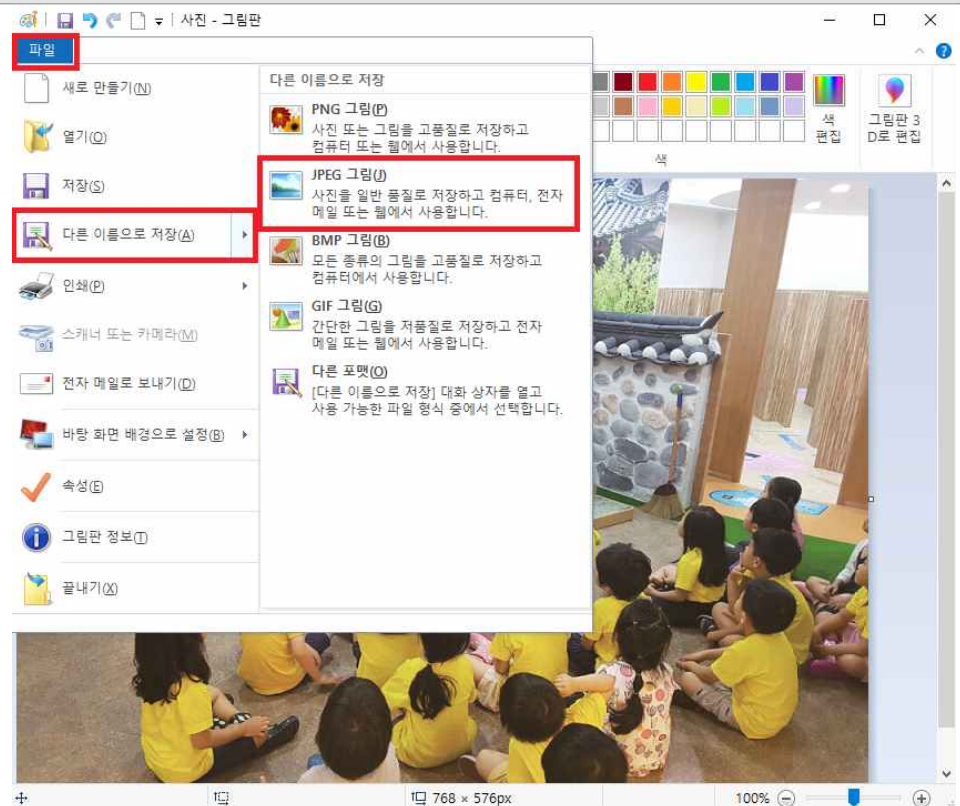 사진 - 그림판
파일
새로 만들기(N)
열기(O)
저장(S)
다른 이름으로 저장(A)
인쇄(P)
스캐너 또는 카메라(M)
전자 메일로 보내기(D)
바탕 화면 배경으로 설정(B)
속성(E)
그림판 정보(T)
끝내기(X)
다른 이름으로 저장
PNG 그림(P)
사진 또는 그림을 고품질로 저장하고
컴퓨터 또는 웹에서 사용합니다.
JPEG 그림(J)
사진을 일반 품질로 저장하고 컴퓨터, 전자
메일 또는 웹에서 사용합니다.
BMP 그림(B)
모든 종류의 그림을 고품질로 저장하고
컴퓨터에서 사용합니다.
GIF 그림(G)
간단한 그림을 저품질로 저장하고 전자
메일 또는 웹에서 사용합니다.
다른 포맷(O)
[다른 이름으로 저장] 대화 상자를 열고
사용 가능한 파일 형식 중에서 선택합니다.
색
편집
그림판 3
D로 편집
색
768 × 576px
100%